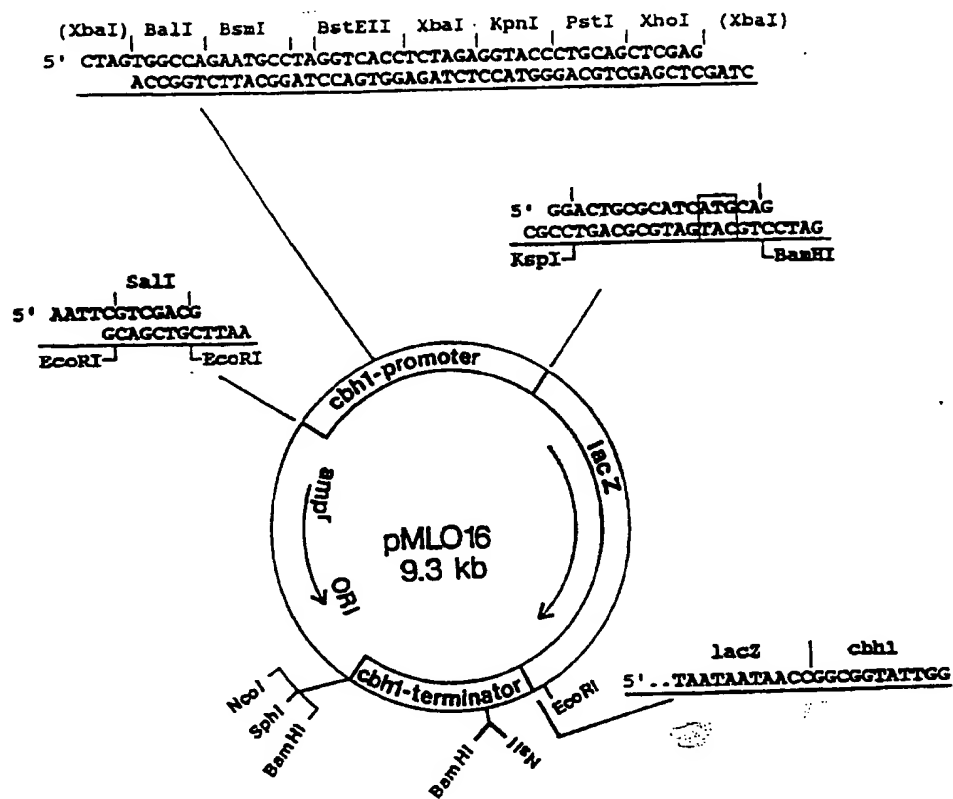 (XbaI) BalI BsmI BstEII XbaI KpnI PstI XhoI (XbaI)
5' CTAGTGGCCAGAATGCCTAGGTCACCTCTAGAGGTACCCTGCAGCTCGAG
ACCGGTCTTACGGATCCAGTGGAGATCTCCATGGGACGTCGAGCTCGATC
5' GGACTGCGCATCATGCAG
CGCCTGACGCGTAGTACGTCCTAG
KspI BamHI
SalI
5' AATTCGTCGACG
GCAGCTGCTTAA
EcoRI EcoRI
cbh1-promoter
lacZ
ampr
ORI
pMLO16
9.3 kb
cbh1-terminator
NcoI
SphI
BamHI
BamHI
NsiI
EcoRI
lacZ cbh1
5'..TAATAATAACCGGCGGTATTGG